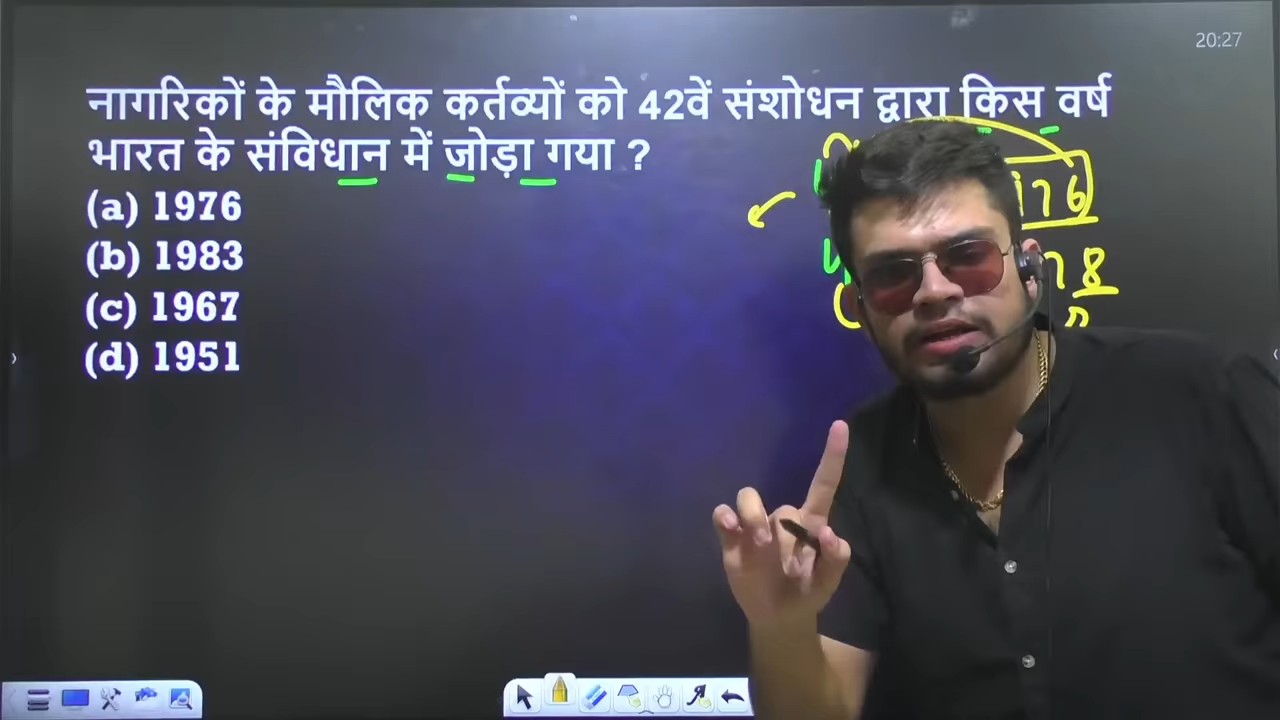 20:27
नागरिकों के मौलिक कर्तव्यों को 42वें संशोधन द्वारा किस वर्ष
भारत के संविधान में जोड़ा गया ?
(a) 1976
(b) 1983
(c) 1967
(d) 1951